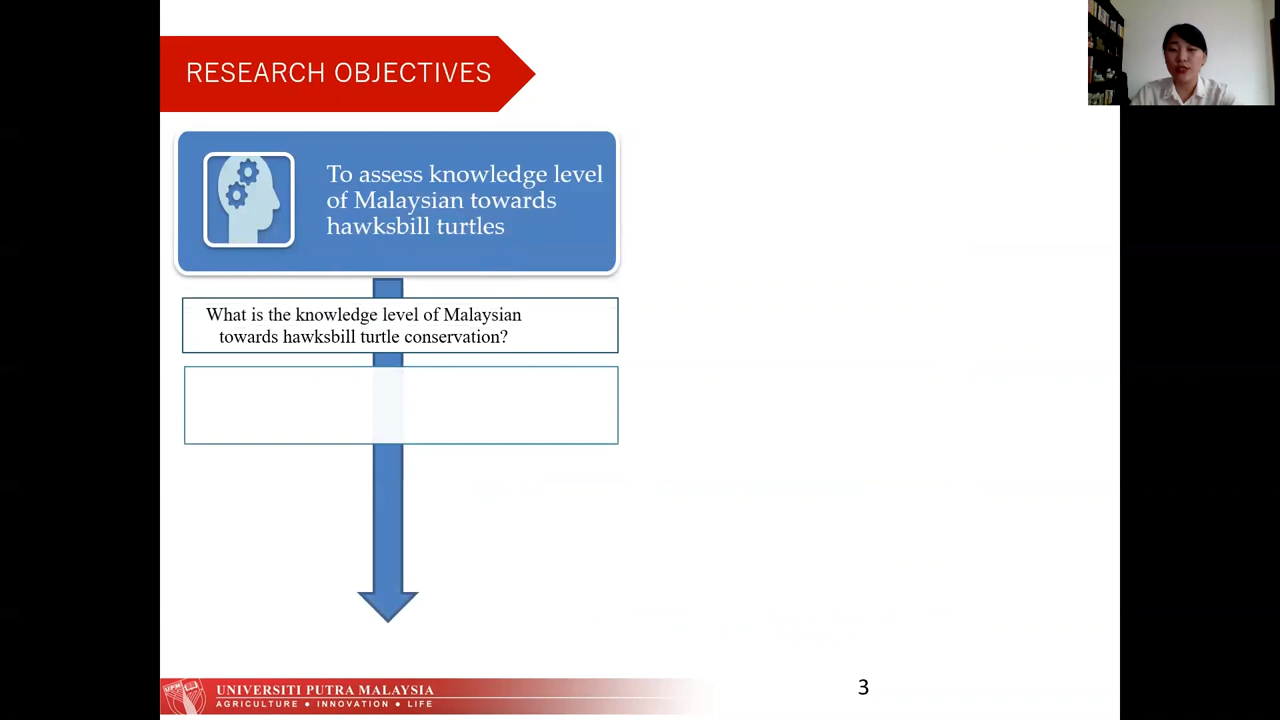 RESEARCH OBJECTIVES
To assess knowledge level
of Malaysian towards
hawksbill turtles
What is the knowledge level of Malaysian
towards hawksbill turtle conservation?
UPM
UNIVERSITI PUTRA MALAYSIA
AGRICULTURE • INNOVATION • LIFE
3